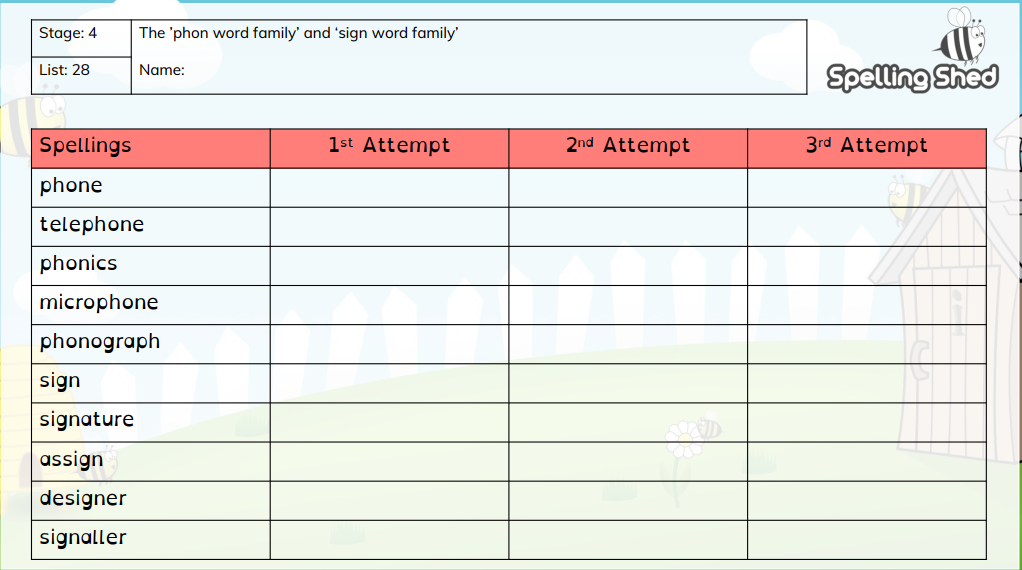 Stage: 4
The 'phon word family' and ‘sign word family’
List: 28
Name:
Spelling Shed
Spellings
1st Attempt
2nd Attempt
3rd Attempt
phone
telephone
phonics
microphone
phonograph
sign
signature
assign
designer
signaller